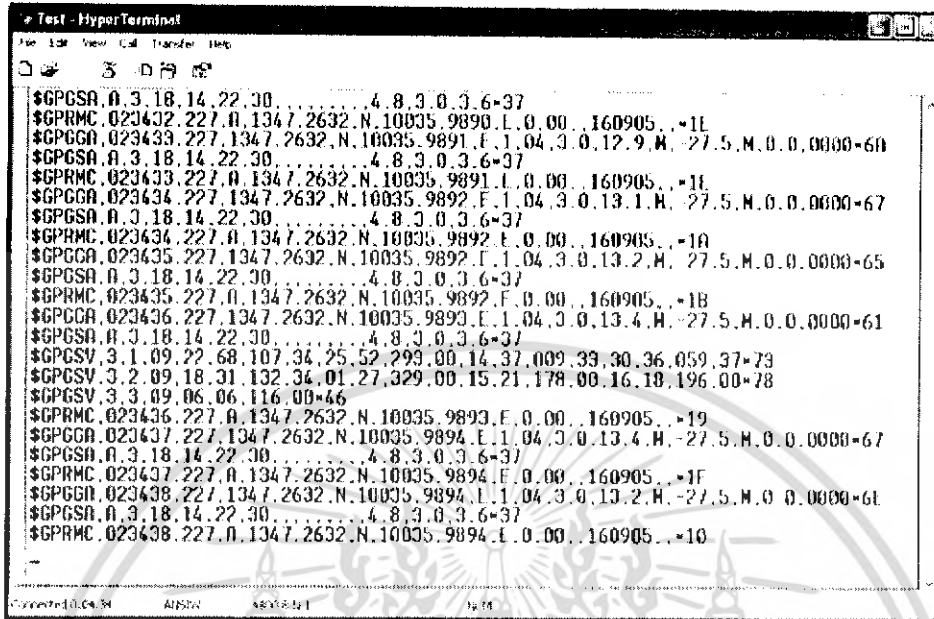 Test - HyperTerminal
File Edit View Call Transfer Help
$GPGSA,A,3,18,14,22,30,,,,,,,,,4.8,3.0,3.6*37
$GPRMC,023432.227,A,1347.2632,N,10035.9890,E,0.00,,160905,,*1E
$GPGGA,023433.227,1347.2632,N,10035.9891,E,1,04,3.0,12.9,M,-27.5,M,0.0,0000*60
$GPGSA,A,3,18,14,22,30,,,,,,,,,4.8,3.0,3.6*37
$GPRMC,023433.227,A,1347.2632,N,10035.9891,E,0.00,,160905,,*1E
$GPGGA,023434.227,1347.2632,N,10035.9892,E,1,04,3.0,13.1,M,-27.5,M,0.0,0000*67
$GPGSA,A,3,18,14,22,30,,,,,,,,,4.8,3.0,3.6*37
$GPRMC,023434.227,A,1347.2632,N,10035.9892,E,0.00,,160905,,*1A
$GPGGA,023435.227,1347.2632,N,10035.9892,E,1,04,3.0,13.2,M,-27.5,M,0.0,0000*65
$GPGSA,A,3,18,14,22,30,,,,,,,,,4.8,3.0,3.6*37
$GPRMC,023435.227,A,1347.2632,N,10035.9892,E,0.00,,160905,,*1B
$GPGGA,023436.227,1347.2632,N,10035.9893,E,1,04,3.0,13.4,M,-27.5,M,0.0,0000*61
$GPGSA,A,3,18,14,22,30,,,,,,,,,4.8,3.0,3.6*37
$GPGSV,3,1,09,22,68,107,34,25,52,299,00,14,37,009,33,30,36,059,37*73
$GPGSV,3,2,09,18,31,132,34,01,27,329,00,15,21,178,00,16,18,196,00*78
$GPGSV,3,3,09,06,06,116,00*46
$GPRMC,023436.227,A,1347.2632,N,10035.9893,E,0.00,,160905,,*19
$GPGGA,023437.227,1347.2632,N,10035.9894,E,1,04,3.0,13.4,M,-27.5,M,0.0,0000*67
$GPGSA,A,3,18,14,22,30,,,,,,,,,4.8,3.0,3.6*37
$GPRMC,023437.227,A,1347.2632,N,10035.9894,E,0.00,,160905,,*1F
$GPGGA,023438.227,1347.2632,N,10035.9894,E,1,04,3.0,13.2,M,-27.5,M,0.0,0000*6E
$GPGSA,A,3,18,14,22,30,,,,,,,,,4.8,3.0,3.6*37
$GPRMC,023438.227,A,1347.2632,N,10035.9894,E,0.00,,160905,,*10
Connected 0:04:34 ANSIW NUM